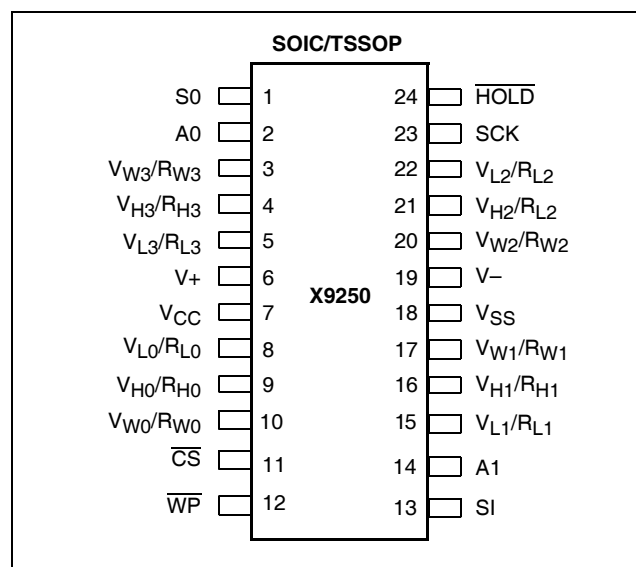 SOIC/TSSOP
S0 1 24 HOLD
A0 2 23 SCK
VW3/RW3 3 22 VL2/RL2
VH3/RH3 4 21 VH2/RL2
VL3/RL3 5 20 VW2/RW2
V+ 6 19 V–
X9250
VCC 7 18 VSS
VL0/RL0 8 17 VW1/RW1
VH0/RH0 9 16 VH1/RH1
VW0/RW0 10 15 VL1/RL1
CS 11 14 A1
WP 12 13 SI